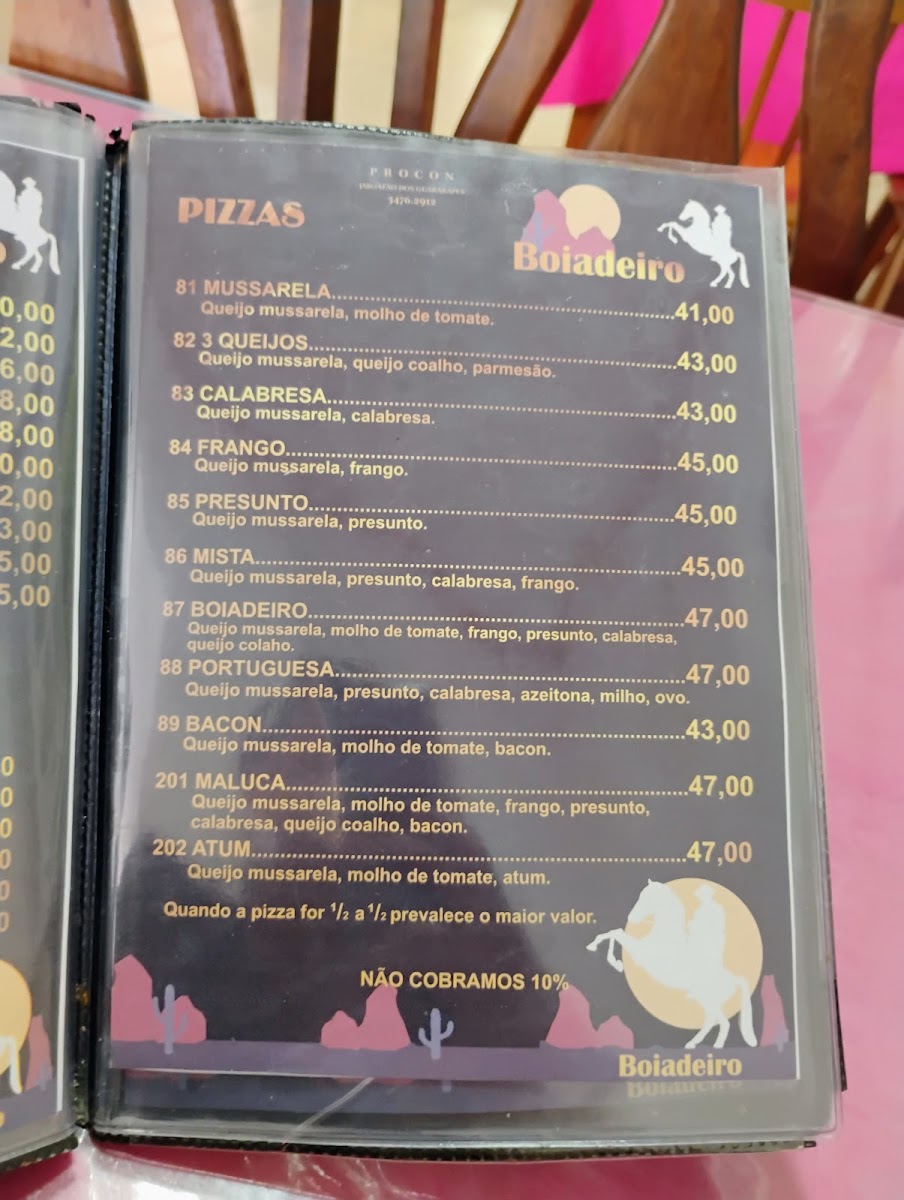 PROCON
JABOATÃO DOS GUARARAPES
3476.2912
PIZZAS
Boiadeiro
81 MUSSARELA.....41,00
Queijo mussarela, molho de tomate.
82 3 QUEIJOS.....43,00
Queijo mussarela, queijo coalho, parmesão.
83 CALABRESA.....43,00
Queijo mussarela, calabresa.
84 FRANGO.....45,00
Queijo mussarela, frango.
85 PRESUNTO.....45,00
Queijo mussarela, presunto.
86 MISTA.....45,00
Queijo mussarela, presunto, calabresa, frango.
87 BOIADEIRO.....47,00
Queijo mussarela, molho de tomate, frango, presunto, calabresa,
queijo colaho.
88 PORTUGUESA.....47,00
Queijo mussarela, presunto, calabresa, azeitona, milho, ovo.
89 BACON.....43,00
Queijo mussarela, molho de tomate, bacon.
201 MALUCA.....47,00
Queijo mussarela, molho de tomate, frango, presunto,
calabresa, queijo coalho, bacon.
202 ATUM.....47,00
Queijo mussarela, molho de tomate, atum.
Quando a pizza for 1/2 a 1/2 prevalece o maior valor.
NÃO COBRAMOS 10%
Boiadeiro